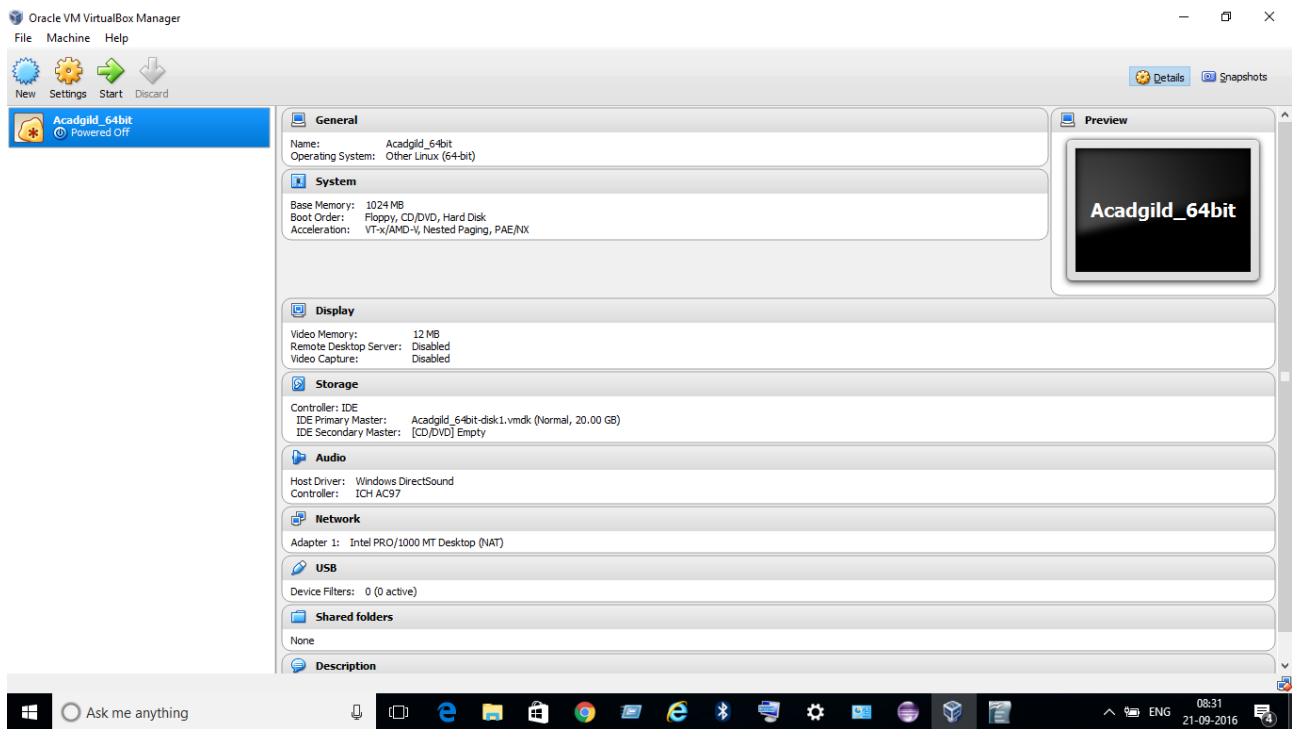 Oracle VM VirtualBox Manager
File Machine Help
New Settings Start Discard
Details Snapshots
Acadgild_64bit
Powered Off
General
Name: Acadgild_64bit
Operating System: Other Linux (64-bit)
System
Base Memory: 1024 MB
Boot Order: Floppy, CD/DVD, Hard Disk
Acceleration: VT-x/AMD-V, Nested Paging, PAE/NX
Preview
Acadgild_64bit
Display
Video Memory: 12 MB
Remote Desktop Server: Disabled
Video Capture: Disabled
Storage
Controller: IDE
IDE Primary Master: Acadgild_64bit-disk1.vmdk (Normal, 20.00 GB)
IDE Secondary Master: [CD/DVD] Empty
Audio
Host Driver: Windows DirectSound
Controller: ICH AC97
Network
Adapter 1: Intel PRO/1000 MT Desktop (NAT)
USB
Device Filters: 0 (0 active)
Shared folders
None
Description
Ask me anything
ENG
08:31
21-09-2016
4